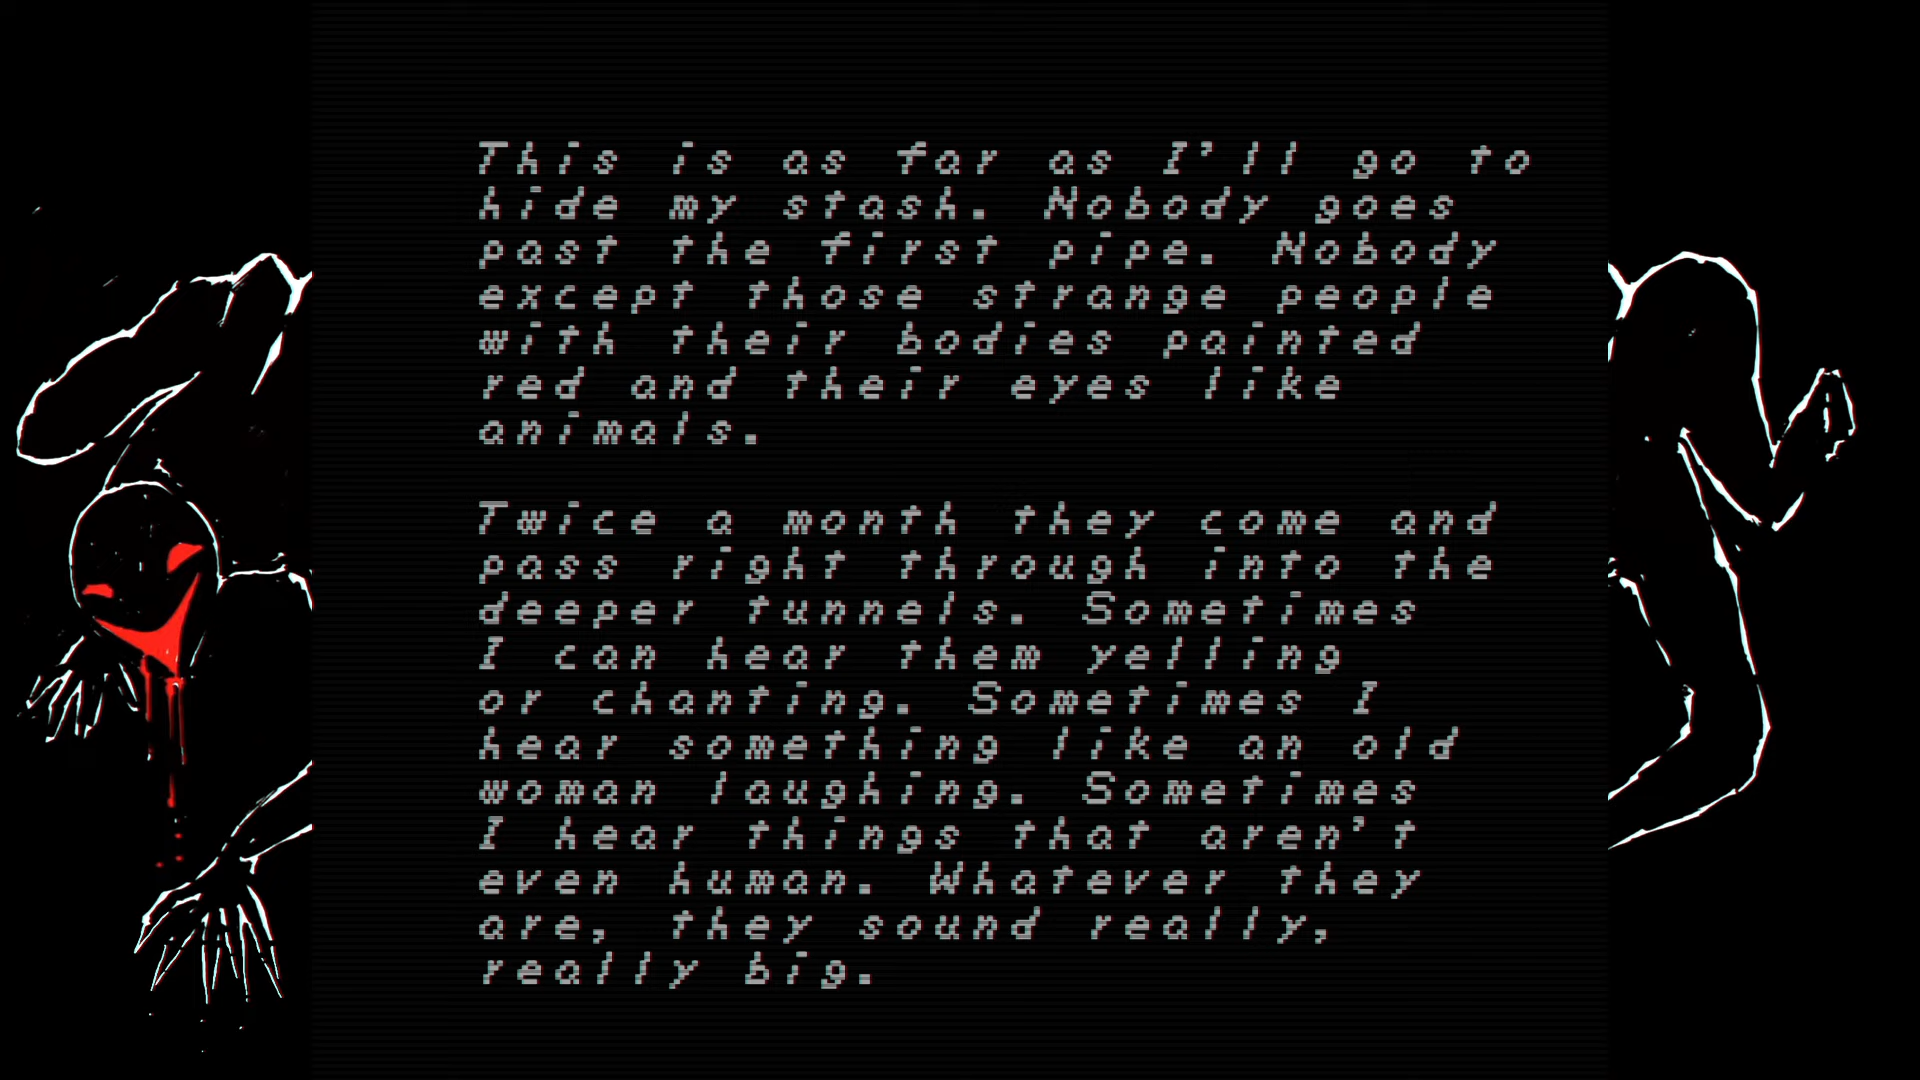 This is as far as I'll go to
hide my stash. Nobody goes
past the first pipe. Nobody
except those strange people
with their bodies painted
red and their eyes like
animals.
Twice a month they come and
pass right through into the
deeper tunnels. Sometimes
I can hear them yelling
or chanting. Sometimes I
hear something like an old
woman laughing. Sometimes
I hear things that aren't
even human. Whatever they
are, they sound really,
really big.